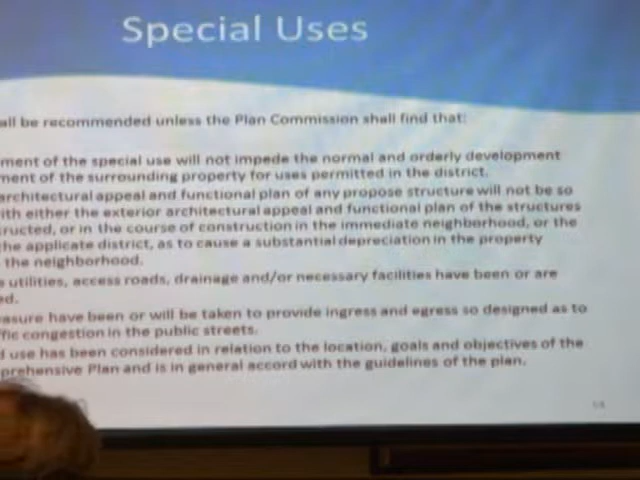 Special Uses
all be recommended unless the Plan Commission shall find that:
ment of the special use will not impede the normal and orderly development
ment of the surrounding property for uses permitted in the district.
architectural appeal and functional plan of any propose structure will not be so
ith either the exterior architectural appeal and functional plan of the structures
ructed, or in the course of construction in the immediate neighborhood, or the
he applicate district, as to cause a substantial depreciation in the property
the neighborhood.
s utilities, access roads, drainage and/or necessary facilities have been or are
ed.
easure have been or will be taken to provide ingress and egress so designed as to
ffic congestion in the public streets.
d use has been considered in relation to the location, goals and objectives of the
prehensive Plan and is in general accord with the guidelines of the plan.